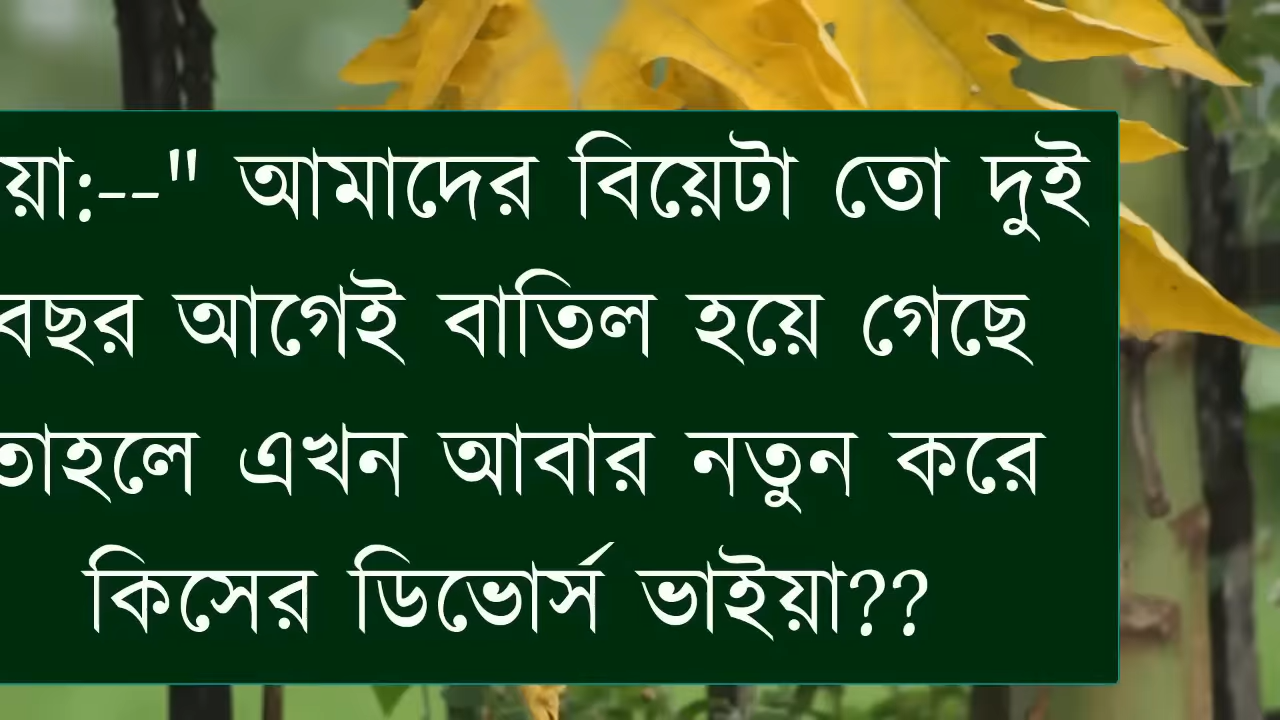 য়া:--" আমাদের বিয়েটা তো দুই
বছর আগেই বাতিল হয়ে গেছে
তাহলে এখন আবার নতুন করে
কিসের ডিভোর্স ভাইয়া??